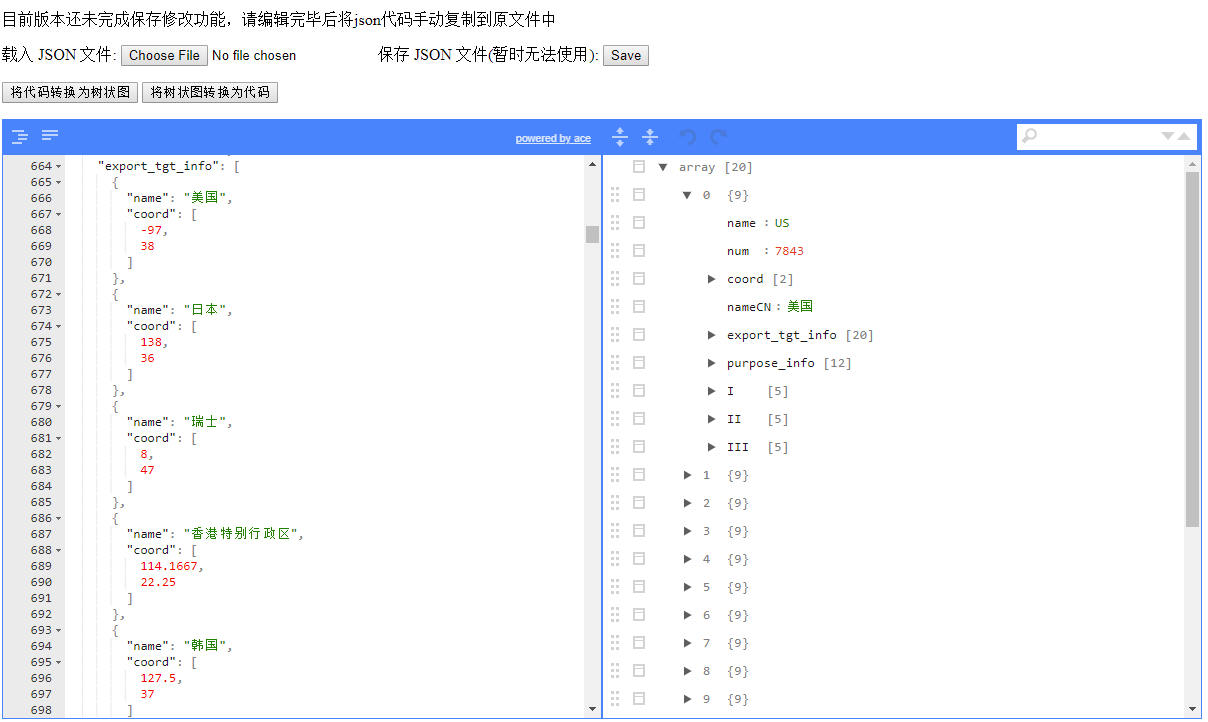 目前版本还未完成保存修改功能，请编辑完毕后将json代码手动复制到原文件中
载入 JSON 文件: Choose File No file chosen 保存 JSON 文件(暂时无法使用): Save
将代码转换为树状图 将树状图转换为代码
powered by ace
664 "export_tgt_info": [
665 {
666 "name": "美国",
667 "coord": [
668 -97,
669 38
670 ]
671 },
672 {
673 "name": "日本",
674 "coord": [
675 138,
676 36
677 ]
678 },
679 {
680 "name": "瑞士",
681 "coord": [
682 8,
683 47
684 ]
685 },
686 {
687 "name": "香港特别行政区",
688 "coord": [
689 114.1667,
690 22.25
691 ]
692 },
693 {
694 "name": "韩国",
695 "coord": [
696 127.5,
697 37
698 ]
array [20]
0 {9}
name : US
num : 7843
coord [2]
nameCN : 美国
export_tgt_info [20]
purpose_info [12]
I [5]
II [5]
III [5]
1 {9}
2 {9}
3 {9}
4 {9}
5 {9}
6 {9}
7 {9}
8 {9}
9 {9}